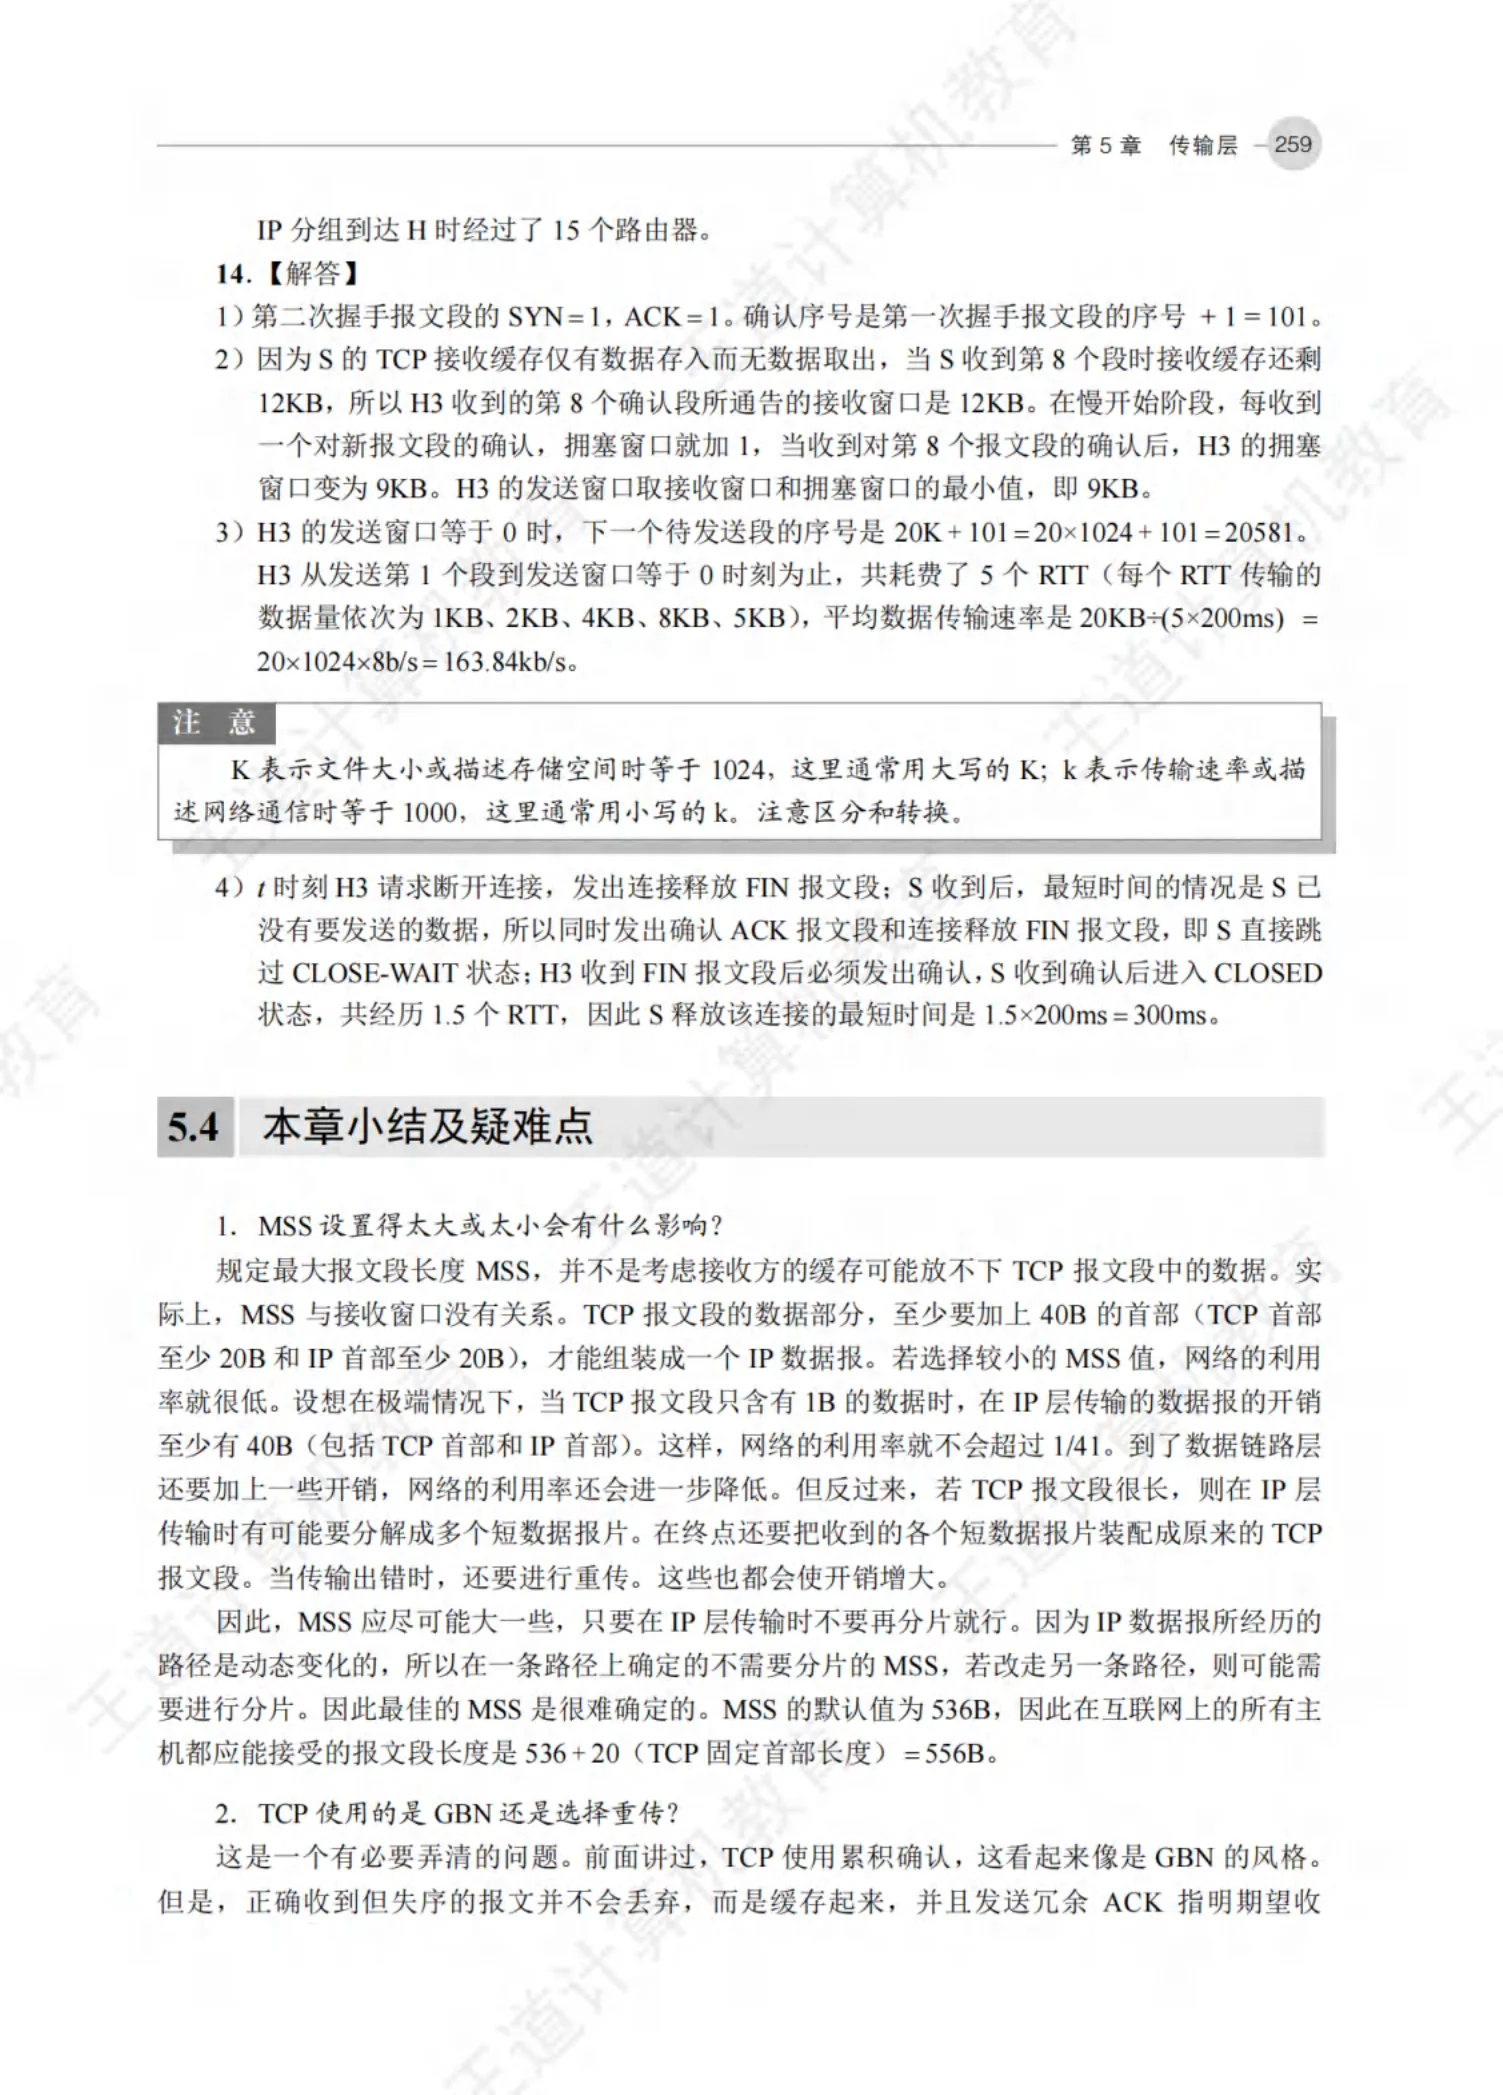 第 5 章 传输层 259
IP 分组到达 H 时经过了 15 个路由器。
14.【解答】
1）第二次握手报文段的 SYN = 1，ACK = 1。确认序号是第一次握手报文段的序号 + 1 = 101。
2）因为 S 的 TCP 接收缓存仅有数据存入而无数据取出，当 S 收到第 8 个段时接收缓存还剩
12KB，所以 H3 收到的第 8 个确认段所通告的接收窗口是 12KB。在慢开始阶段，每收到
一个对新报文段的确认，拥塞窗口就加 1，当收到对第 8 个报文段的确认后，H3 的拥塞
窗口变为 9KB。H3 的发送窗口取接收窗口和拥塞窗口的最小值，即 9KB。
3）H3 的发送窗口等于 0 时，下一个待发送段的序号是 20K + 101 = 20×1024 + 101 = 20581。
H3 从发送第 1 个段到发送窗口等于 0 时刻为止，共耗费了 5 个 RTT（每个 RTT 传输的
数据量依次为 1KB、2KB、4KB、8KB、5KB），平均数据传输速率是 20KB÷(5×200ms) =
20×1024×8b/s = 163.84kb/s。
注 意
K 表示文件大小或描述存储空间时等于 1024，这里通常用大写的 K；k 表示传输速率或描
述网络通信时等于 1000，这里通常用小写的 k。注意区分和转换。
4）t 时刻 H3 请求断开连接，发出连接释放 FIN 报文段；S 收到后，最短时间的情况是 S 已
没有要发送的数据，所以同时发出确认 ACK 报文段和连接释放 FIN 报文段，即 S 直接跳
过 CLOSE-WAIT 状态；H3 收到 FIN 报文段后必须发出确认，S 收到确认后进入 CLOSED
状态，共经历 1.5 个 RTT，因此 S 释放该连接的最短时间是 1.5×200ms = 300ms。
5.4 本章小结及疑难点
1. MSS 设置得太大或太小会有什么影响？
规定最大报文段长度 MSS，并不是考虑接收方的缓存可能放不下 TCP 报文段中的数据。实
际上，MSS 与接收窗口没有关系。TCP 报文段的数据部分，至少要加上 40B 的首部（TCP 首部
至少 20B 和 IP 首部至少 20B），才能组装成一个 IP 数据报。若选择较小的 MSS 值，网络的利用
率就很低。设想在极端情况下，当 TCP 报文段只含有 1B 的数据时，在 IP 层传输的数据报的开销
至少有 40B（包括 TCP 首部和 IP 首部）。这样，网络的利用率就不会超过 1/41。到了数据链路层
还要加上一些开销，网络的利用率还会进一步降低。但反过来，若 TCP 报文段很长，则在 IP 层
传输时有可能要分解成多个短数据报片。在终点还要把收到的各个短数据报片装配成原来的 TCP
报文段。当传输出错时，还要进行重传。这些也都会使开销增大。
因此，MSS 应尽可能大一些，只要在 IP 层传输时不要再分片就行。因为 IP 数据报所经历的
路径是动态变化的，所以在一条路径上确定的不需要分片的 MSS，若改走另一条路径，则可能需
要进行分片。因此最佳的 MSS 是很难确定的。MSS 的默认值为 536B，因此在互联网上的所有主
机都应能接受的报文段长度是 536 + 20（TCP 固定首部长度）= 556B。
2. TCP 使用的是 GBN 还是选择重传？
这是一个有必要弄清的问题。前面讲过，TCP 使用累积确认，这看起来像是 GBN 的风格。
但是，正确收到但失序的报文并不会丢弃，而是缓存起来，并且发送冗余 ACK 指明期望收
王道计算机教育